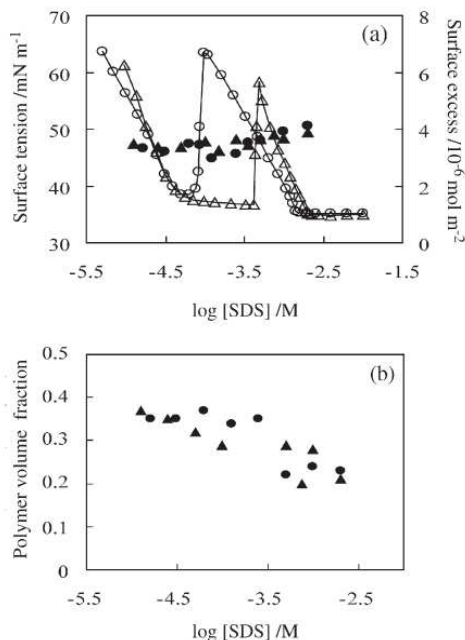 70
60
50
40
30
Surface tension /mN m⁻¹
(a)
8
6
4
2
0
Surface excess /10⁻⁶ mol m⁻²
-5.5 -4.5 -3.5 -2.5 -1.5
log [SDS] /M
0.5
0.4
0.3
0.2
0.1
0
Polymer volume fraction
(b)
-5.5 -4.5 -3.5 -2.5
log [SDS] /M